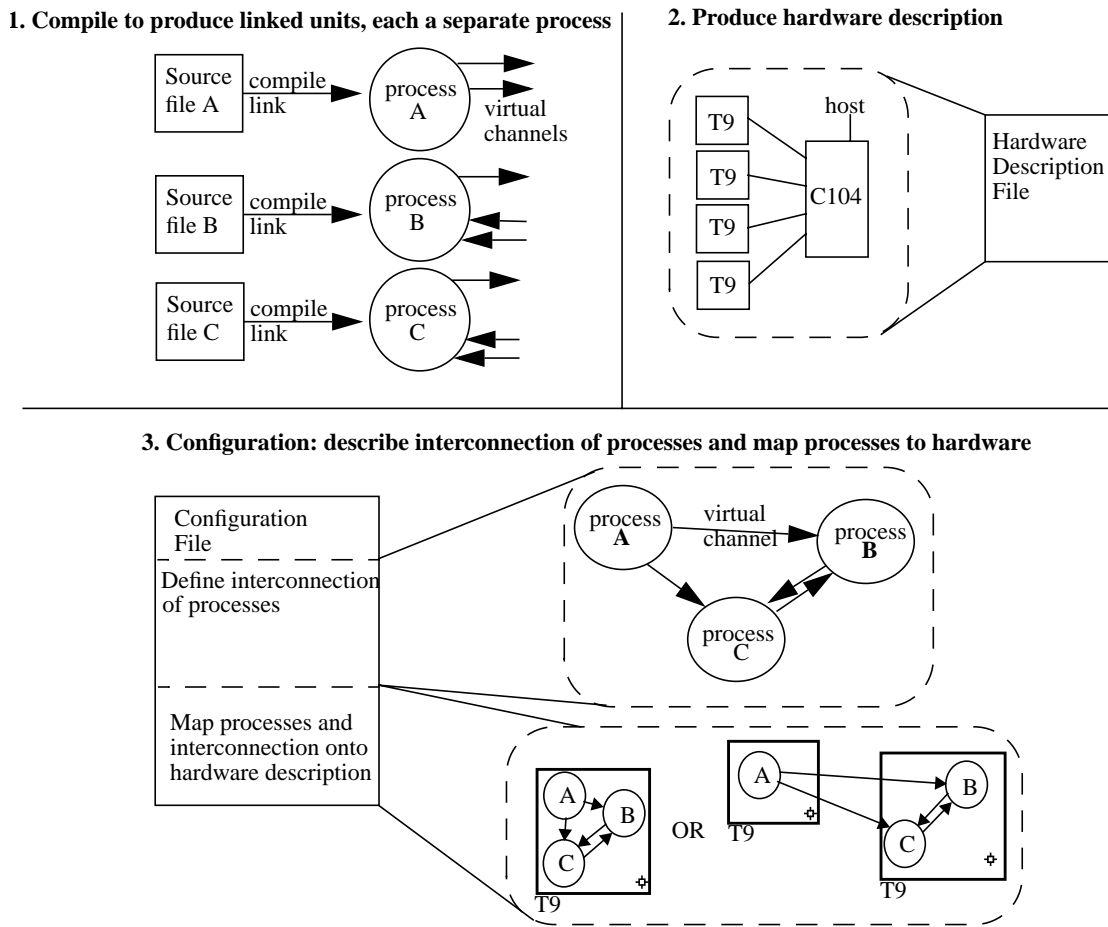 1. Compile to produce linked units, each a separate process
Source
file A
compile
link
process
A
virtual
channels
Source
file B
compile
link
process
B
Source
file C
compile
link
process
C
2. Produce hardware description
T9
T9
T9
T9
host
C104
Hardware
Description
File
3. Configuration: describe interconnection of processes and map processes to hardware
Configuration
File
Define interconnection
of processes
Map processes and
interconnection onto
hardware description
process
A
virtual
channel
process
B
process
C
A
B
C
T9
OR
A
T9
B
C
T9